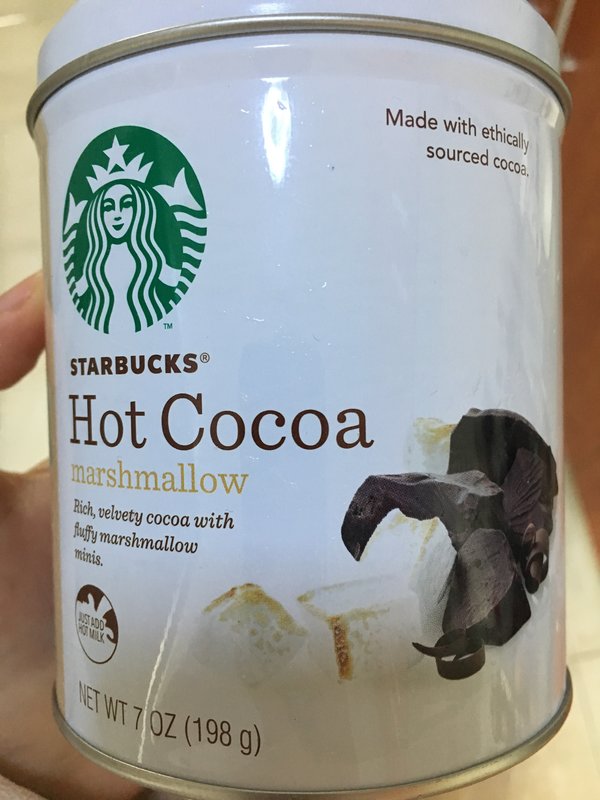 Made with ethically
sourced cocoa.
TM
STARBUCKS®
Hot Cocoa
marshmallow
Rich, velvety cocoa with
fluffy marshmallow
minis.
JUST ADD
HOT MILK
NET WT 7 OZ (198 g)